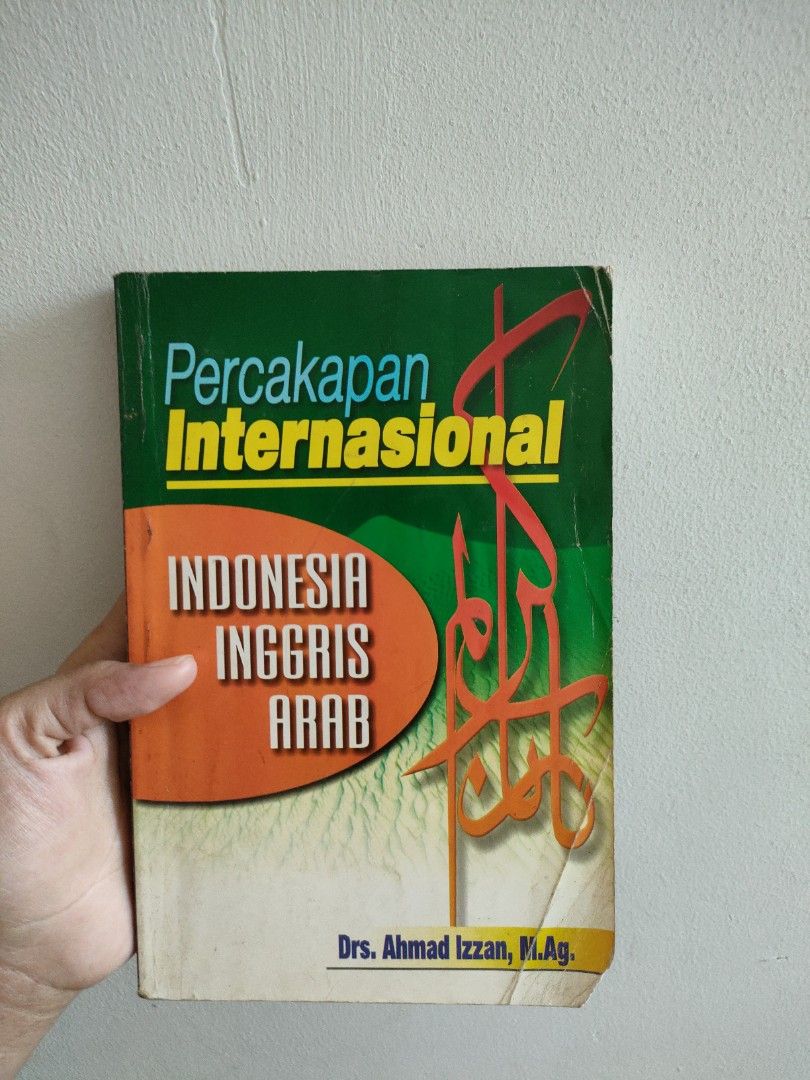 Percakapan
Internasional
INDONESIA
INGGRIS
ARAB
Drs. Ahmad Izzan, M.Ag.